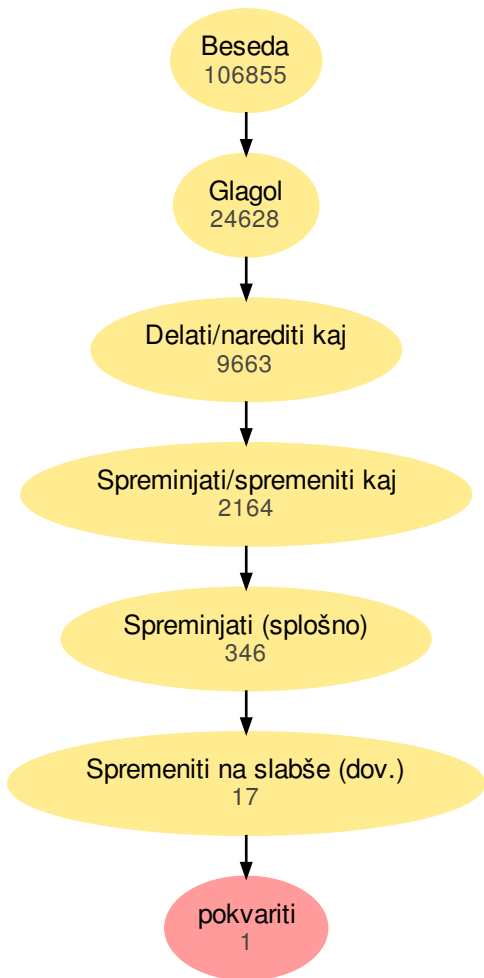 Beseda
106855
Glagol
24628
Delati/narediti kaj
9663
Spreminjati/spremeniti kaj
2164
Spreminjati (splošno)
346
Spremeniti na slabše (dov.)
17
pokvariti
1